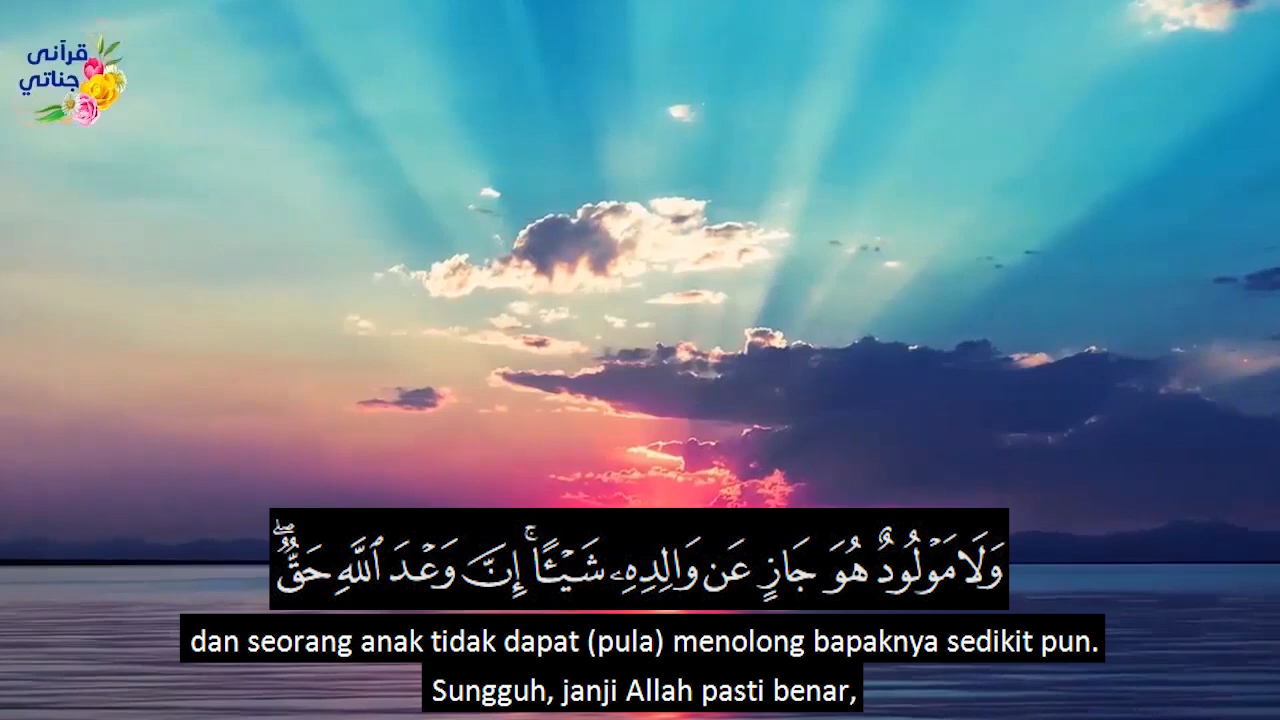 قرآنی
جناتي
وَلَا مَوْلُودٌ هُوَ جَازٍ عَن وَالِدِهِۦ شَيْـًٔا ۚ إِنَّ وَعْدَ ٱللَّهِ حَقٌّ ۖ
dan seorang anak tidak dapat (pula) menolong bapaknya sedikit pun.
Sungguh, janji Allah pasti benar,